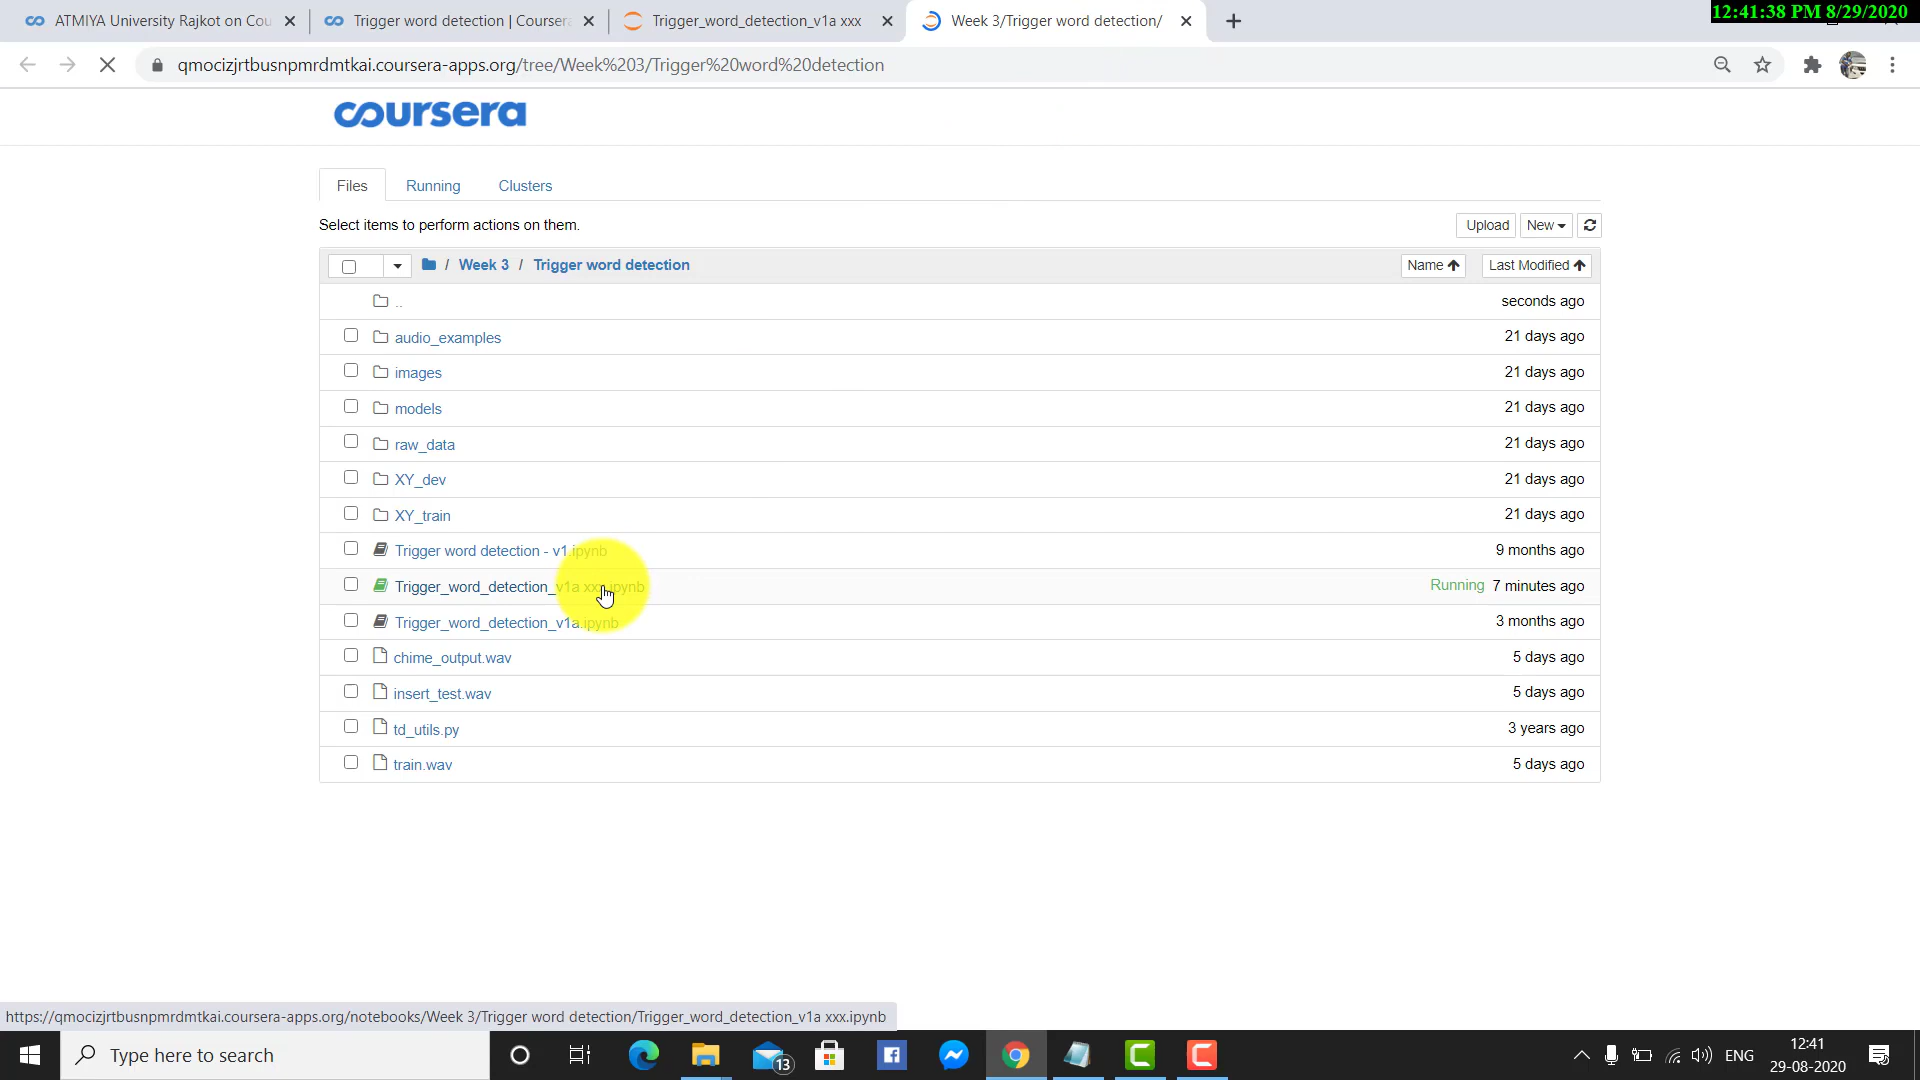 ATMIYA University Rajkot on Cou
Trigger word detection | Coursera
Trigger_word_detection_v1a xxx
Week 3/Trigger word detection/
12:41:38 PM 8/29/2020
qmocizjrtbusnpmrdmtkai.coursera-apps.org/tree/Week%203/Trigger%20word%20detection
coursera
Files
Running
Clusters
Select items to perform actions on them.
Upload
New
/ Week 3 / Trigger word detection
Name
Last Modified
..
seconds ago
audio_examples
21 days ago
images
21 days ago
models
21 days ago
raw_data
21 days ago
XY_dev
21 days ago
XY_train
21 days ago
Trigger word detection - v1.ipynb
9 months ago
Trigger_word_detection_v1a xxx.ipynb
Running 7 minutes ago
Trigger_word_detection_v1a.ipynb
3 months ago
chime_output.wav
5 days ago
insert_test.wav
5 days ago
td_utils.py
3 years ago
train.wav
5 days ago
https://qmocizjrtbusnpmrdmtkai.coursera-apps.org/notebooks/Week 3/Trigger word detection/Trigger_word_detection_v1a xxx.ipynb
Type here to search
13
ENG
12:41
29-08-2020